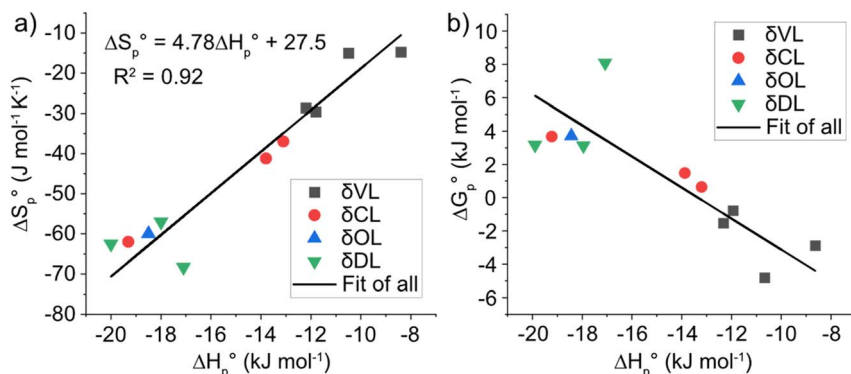 a)
ΔSp° = 4.78ΔHp° + 27.5
R² = 0.92
ΔSp° (J mol⁻¹ K⁻¹)
-10
-20
-30
-40
-50
-60
-70
-80
δVL
δCL
δOL
δDL
Fit of all
-20 -18 -16 -14 -12 -10 -8
ΔHp° (kJ mol⁻¹)
b)
ΔGp° (kJ mol⁻¹)
10
8
6
4
2
0
-2
-4
-6
δVL
δCL
δOL
δDL
Fit of all
-20 -18 -16 -14 -12 -10 -8
ΔHp° (kJ mol⁻¹)